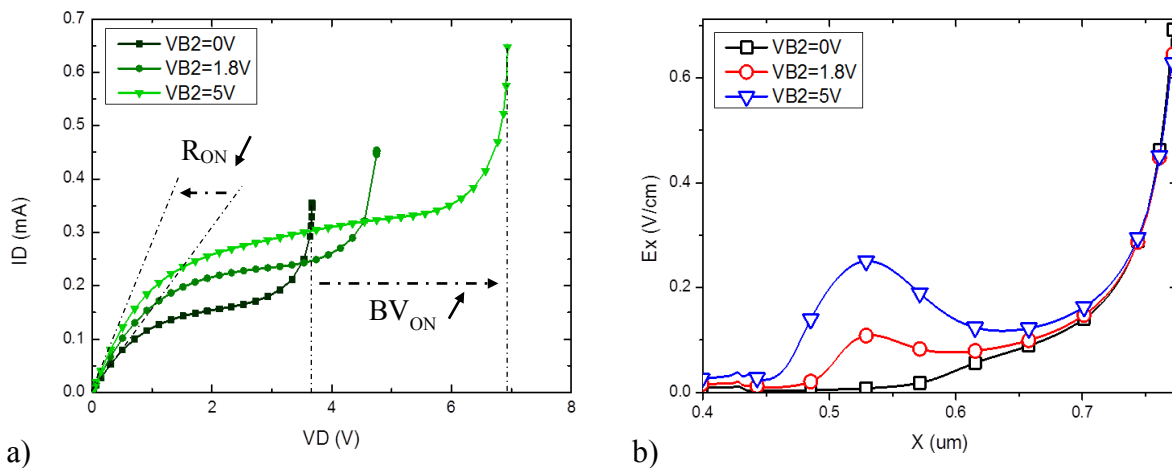 VB2=0V
VB2=1.8V
VB2=5V
R_ON
BV_ON
0.7
0.6
0.5
0.4
0.3
0.2
0.1
0.0
ID (mA)
0 2 4 6 8
VD (V)
a)
VB2=0V
VB2=1.8V
VB2=5V
0.6
0.4
0.2
0.0
Ex (V/cm)
0.4 0.5 0.6 0.7
X (um)
b)